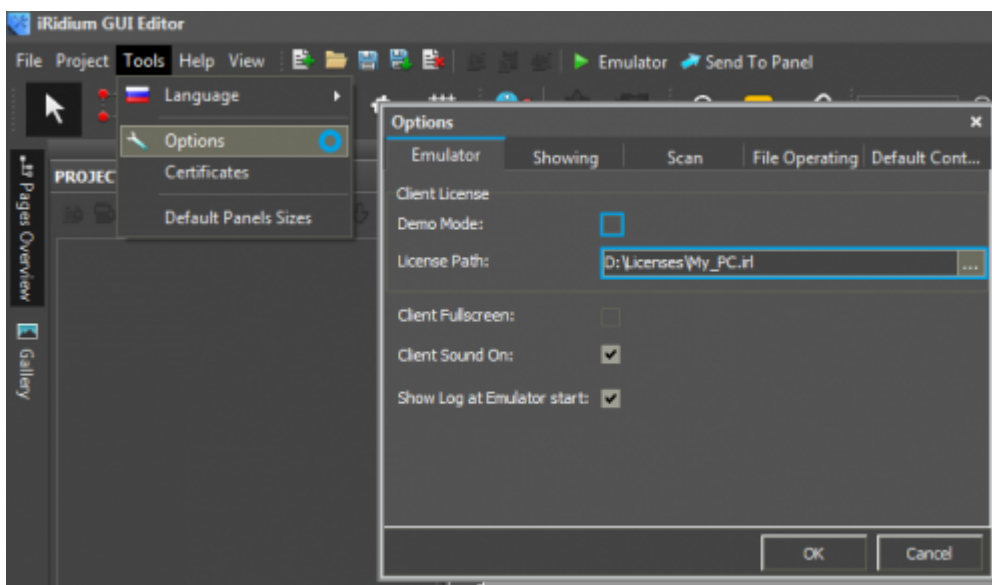 iRidium GUI Editor
File Project Tools Help View Emulator Send To Panel
Language
Options
Certificates
Default Panels Sizes
PROJEC
Pages Overview
Gallery
Options
Emulator Showing Scan File Operating Default Cont...
Client License
Demo Mode:
License Path: D:\Licenses\My_PC.irl ...
Client Fullscreen:
Client Sound On:
Show Log at Emulator start:
OK Cancel